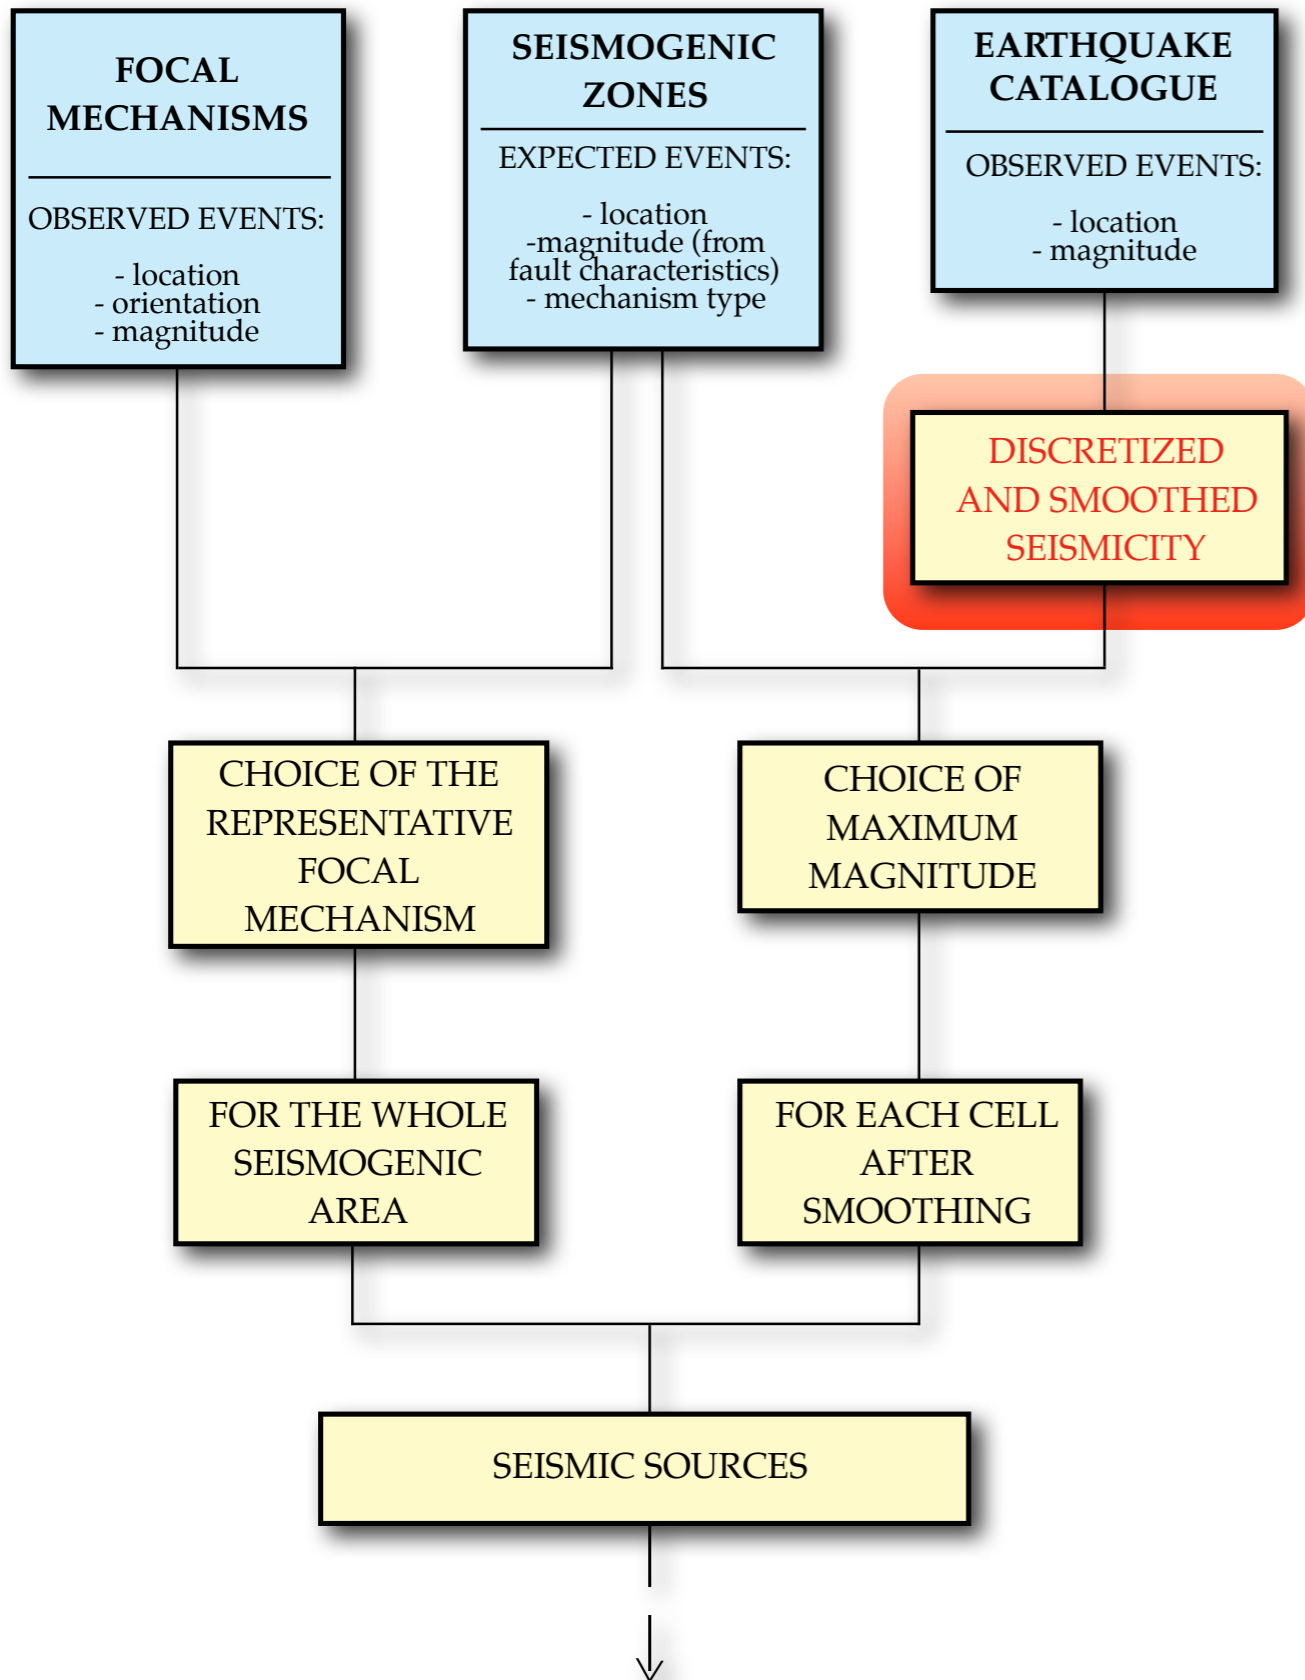 FOCAL
MECHANISMS
OBSERVED EVENTS:
- location
- orientation
- magnitude
SEISMOGENIC
ZONES
EXPECTED EVENTS:
- location
-magnitude (from
fault characteristics)
- mechanism type
EARTHQUAKE
CATALOGUE
OBSERVED EVENTS:
- location
- magnitude
DISCRETIZED
AND SMOOTHED
SEISMICITY
CHOICE OF THE
REPRESENTATIVE
FOCAL
MECHANISM
CHOICE OF
MAXIMUM
MAGNITUDE
FOR THE WHOLE
SEISMOGENIC
AREA
FOR EACH CELL
AFTER
SMOOTHING
SEISMIC SOURCES